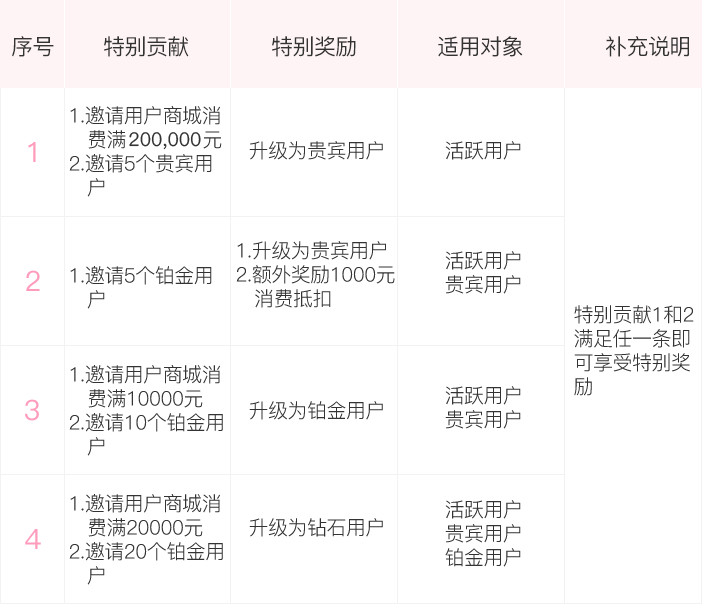 序号 特别贡献 特别奖励 适用对象 补充说明
1
1.邀请用户商城消
费满200,000元
2.邀请5个贵宾用
户
升级为贵宾用户
活跃用户
2
1.邀请5个铂金用
户
1.升级为贵宾用户
2.额外奖励1000元
消费抵扣
活跃用户
贵宾用户
3
1.邀请用户商城消
费满10000元
2.邀请10个铂金用
户
升级为铂金用户
活跃用户
贵宾用户
4
1.邀请用户商城消
费满20000元
2.邀请20个铂金用
户
升级为钻石用户
活跃用户
贵宾用户
铂金用户
特别贡献1和2
满足任一条即
可享受特别奖
励